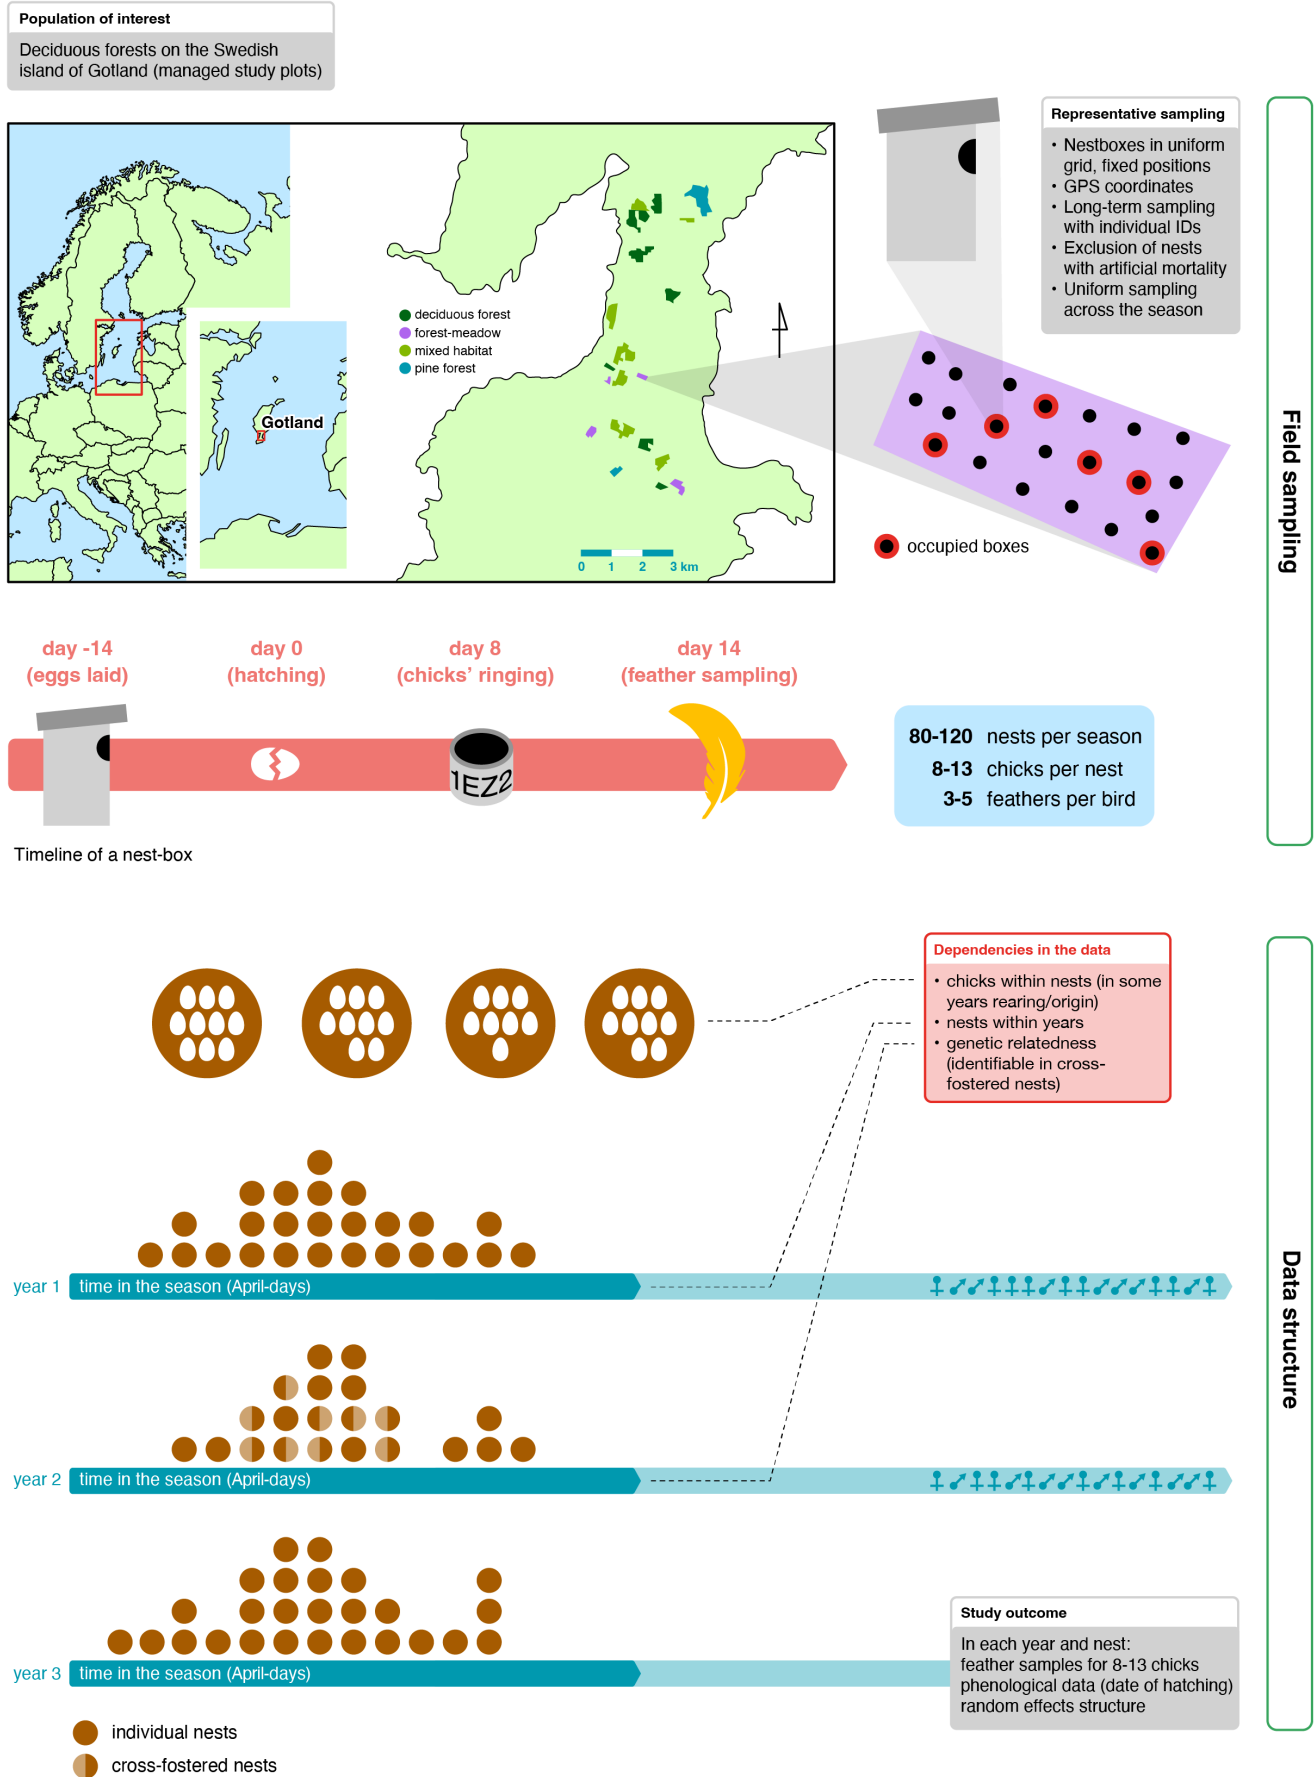 Population of interest
Deciduous forests on the Swedish
island of Gotland (managed study plots)
Representative sampling
• Nestboxes in uniform
grid, fixed positions
• GPS coordinates
• Long-term sampling
with individual IDs
• Exclusion of nests
with artificial mortality
• Uniform sampling
across the season
deciduous forest
forest-meadow
mixed habitat
pine forest
Gotland
0 1 2 3 km
occupied boxes
Field sampling
day -14
(eggs laid)
day 0
(hatching)
day 8
(chicks' ringing)
day 14
(feather sampling)
1EZ2
80-120 nests per season
8-13 chicks per nest
3-5 feathers per bird
Timeline of a nest-box
Dependencies in the data
• chicks within nests (in some
years rearing/origin)
• nests within years
• genetic relatedness
(identifiable in cross-
fostered nests)
Data structure
year 1 time in the season (April-days)
year 2 time in the season (April-days)
year 3 time in the season (April-days)
Study outcome
In each year and nest:
feather samples for 8-13 chicks
phenological data (date of hatching)
random effects structure
individual nests
cross-fostered nests